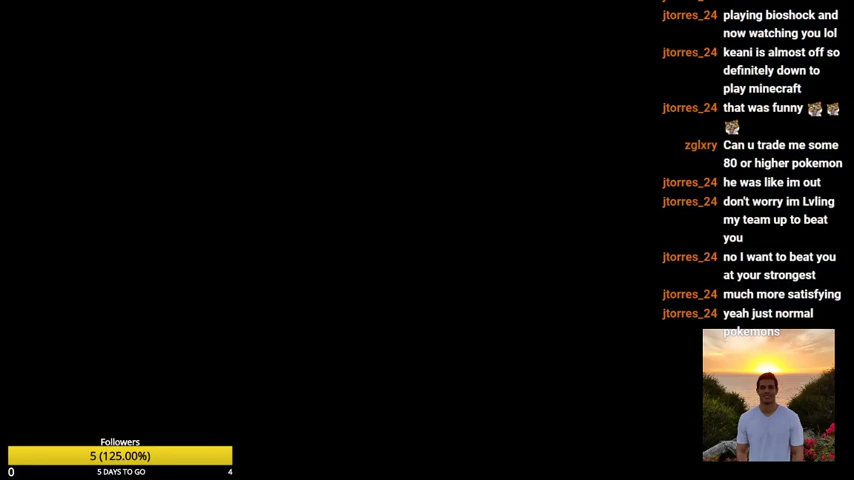 jtorres_24 playing bioshock and
now watching you lol
jtorres_24 keani is almost off so
definitely down to
play minecraft
jtorres_24 that was funny
zglxry Can u trade me some
80 or higher pokemon
jtorres_24 he was like im out
jtorres_24 don't worry im Lvling
my team up to beat
you
jtorres_24 no I want to beat you
at your strongest
jtorres_24 much more satisfying
jtorres_24 yeah just normal
pokemons
Followers
5 (125.00%)
0 5 DAYS TO GO 4